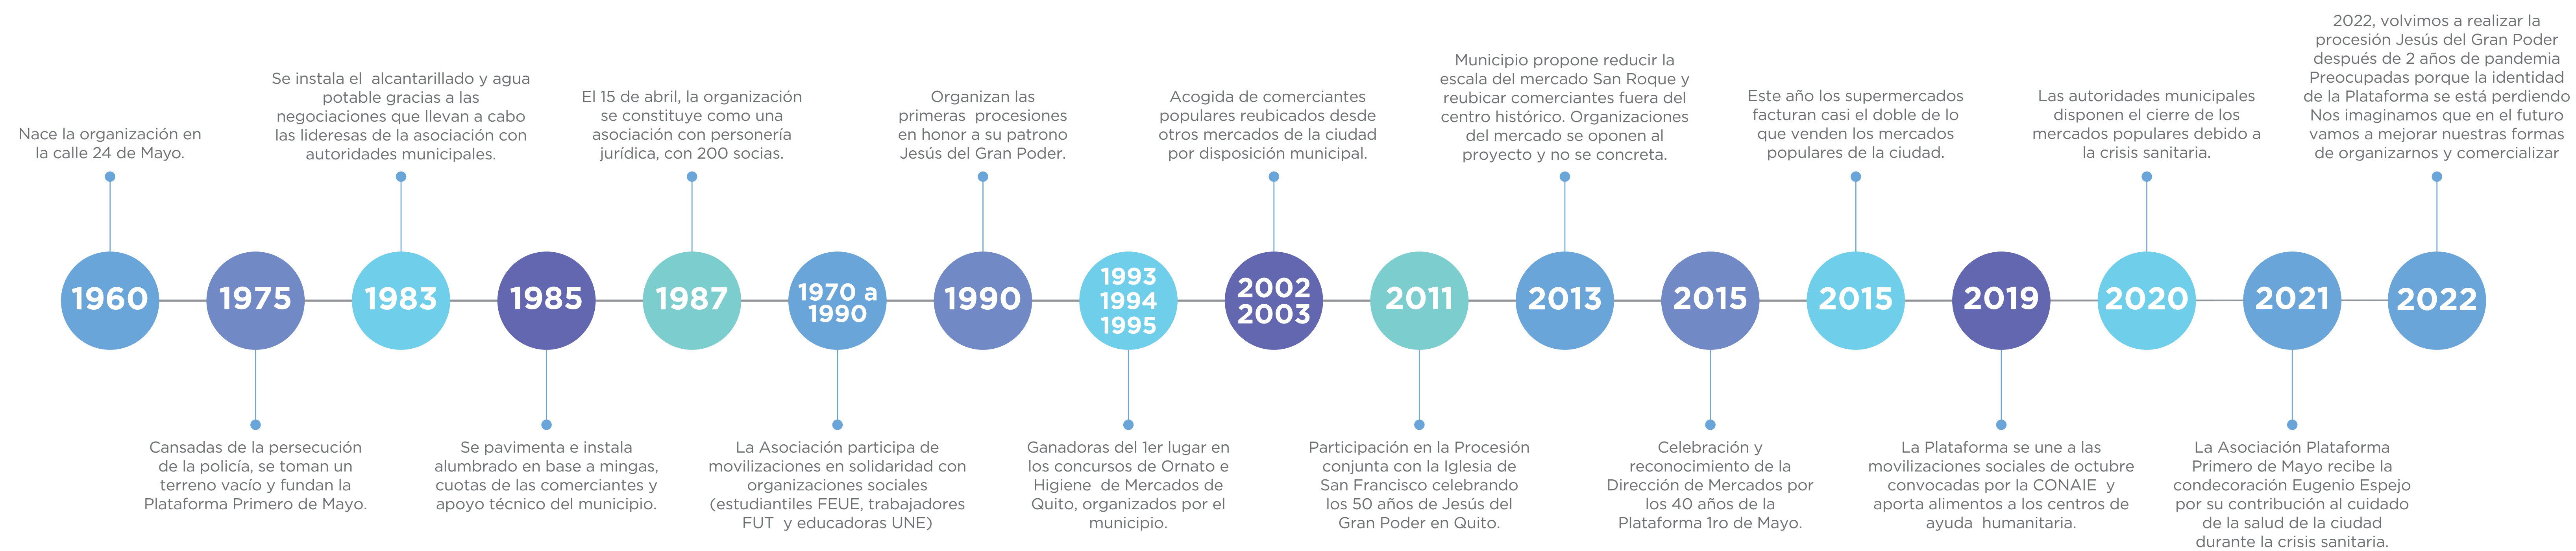 1960
Nace la organización en
la calle 24 de Mayo.
1975
Cansadas de la persecución
de la policía, se toman un
terreno vacío y fundan la
Plataforma Primero de Mayo.
1983
Se instala el alcantarillado y agua
potable gracias a las
negociaciones que llevan a cabo
las lideresas de la asociación con
autoridades municipales.
1985
Se pavimenta e instala
alumbrado en base a mingas,
cuotas de las comerciantes y
apoyo técnico del municipio.
1987
El 15 de abril, la organización
se constituye como una
asociación con personería
jurídica, con 200 socias.
1970 a
1990
La Asociación participa de
movilizaciones en solidaridad con
organizaciones sociales
(estudiantiles FEUE, trabajadores
FUT y educadoras UNE)
1990
Organizan las
primeras procesiones
en honor a su patrono
Jesús del Gran Poder.
1993
1994
1995
Ganadoras del 1er lugar en
los concursos de Ornato e
Higiene de Mercados de
Quito, organizados por el
municipio.
2002
2003
Acogida de comerciantes
populares reubicados desde
otros mercados de la ciudad
por disposición municipal.
2011
Participación en la Procesión
conjunta con la Iglesia de
San Francisco celebrando
los 50 años de Jesús del
Gran Poder en Quito.
2013
Municipio propone reducir la
escala del mercado San Roque y
reubicar comerciantes fuera del
centro histórico. Organizaciones
del mercado se oponen al
proyecto y no se concreta.
2015
Celebración y
reconocimiento de la
Dirección de Mercados por
los 40 años de la
Plataforma 1ro de Mayo.
2015
Este año los supermercados
facturan casi el doble de lo
que venden los mercados
populares de la ciudad.
2019
La Plataforma se une a las
movilizaciones sociales de octubre
convocadas por la CONAIE y
aporta alimentos a los centros de
ayuda humanitaria.
2020
Las autoridades municipales
disponen el cierre de los
mercados populares debido a
la crisis sanitaria.
2021
La Asociación Plataforma
Primero de Mayo recibe la
condecoración Eugenio Espejo
por su contribución al cuidado
de la salud de la ciudad
durante la crisis sanitaria.
2022
2022, volvimos a realizar la
procesión Jesús del Gran Poder
después de 2 años de pandemia
Preocupadas porque la identidad
de la Plataforma se está perdiendo
Nos imaginamos que en el futuro
vamos a mejorar nuestras formas
de organizarnos y comercializar